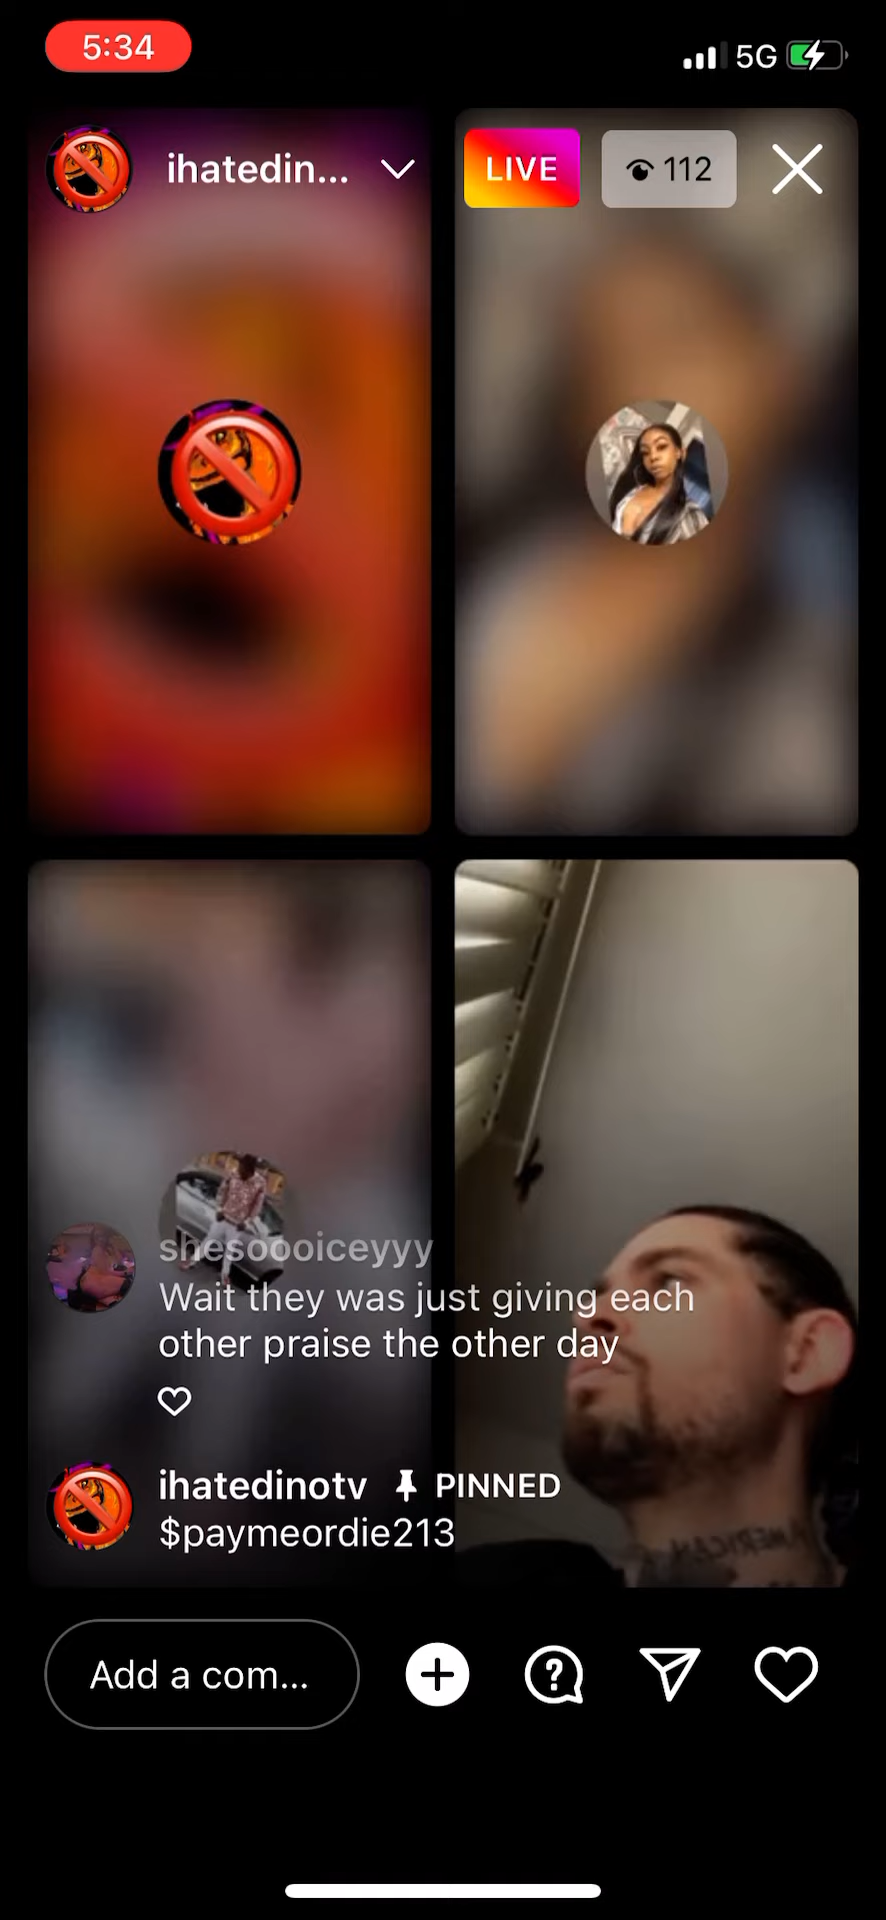 5:34
5G
ihatedin...
LIVE
112
shesoooiceyyy
Wait they was just giving each
other praise the other day
ihatedinotv PINNED
$paymeordie213
Add a com...